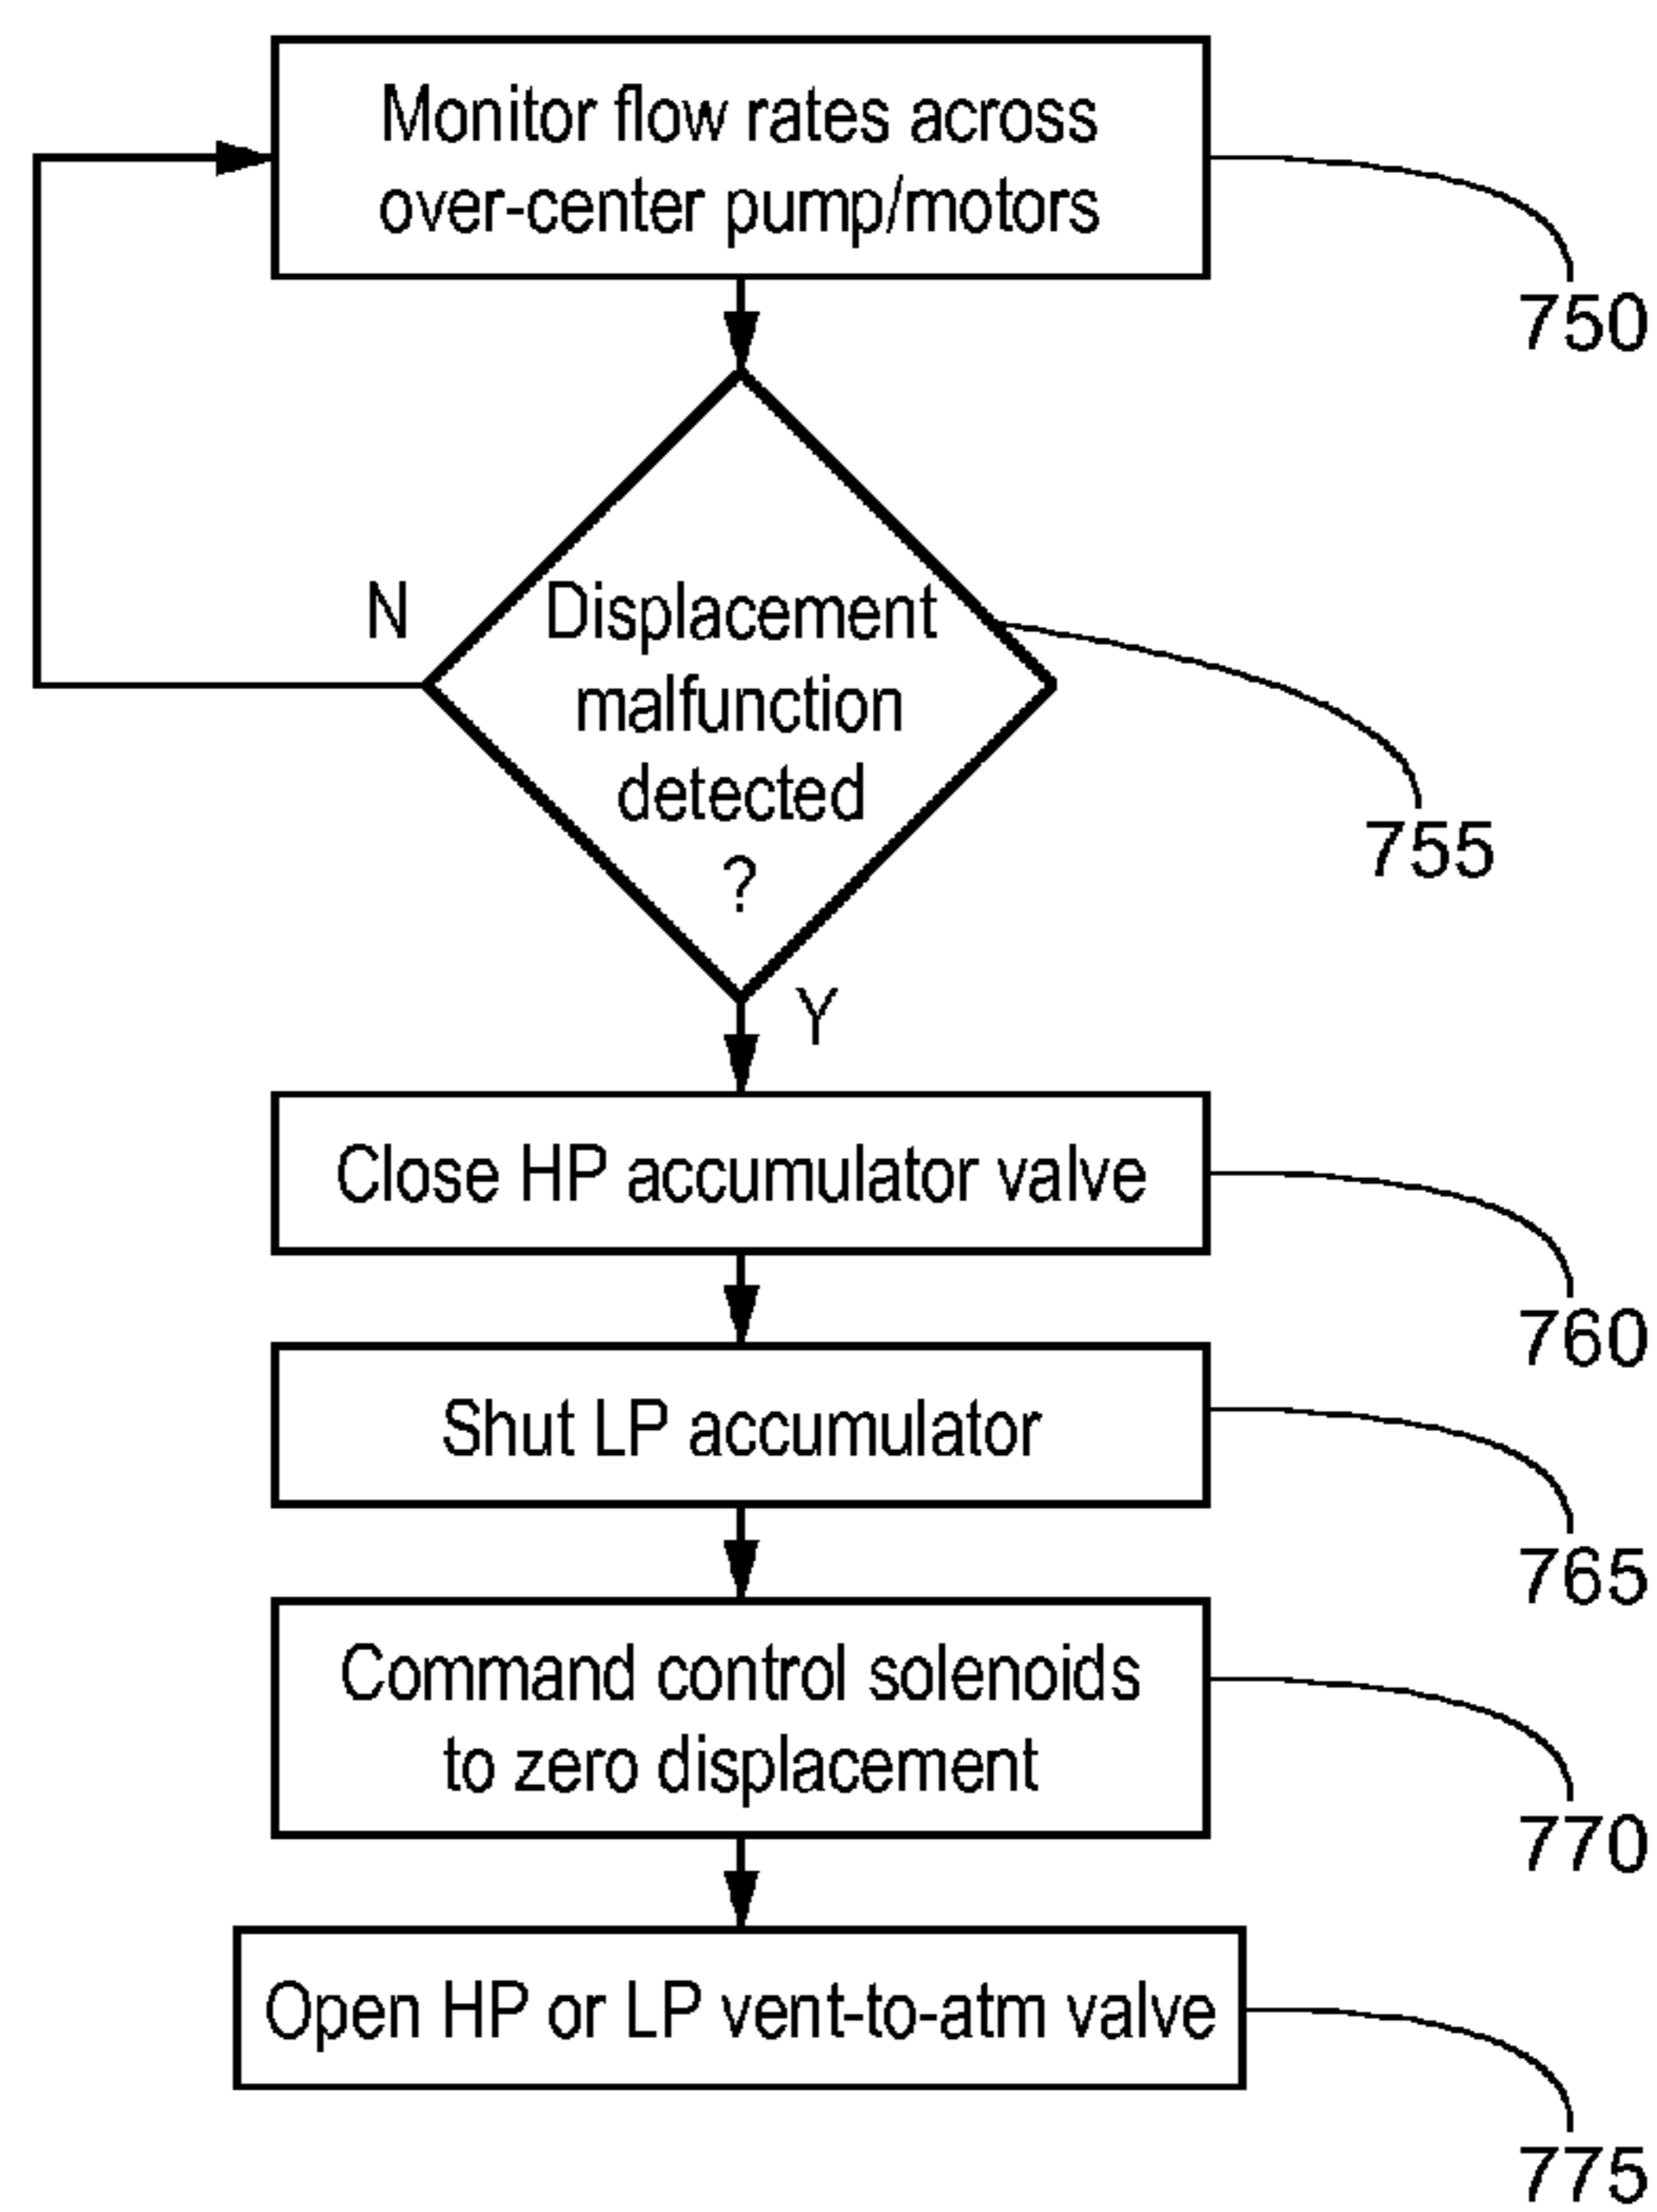 Monitor flow rates across
over-center pump/motors
750
N
Displacement
malfunction
detected
?
755
Y
Close HP accumulator valve
760
Shut LP accumulator
765
Command control solenoids
to zero displacement
770
Open HP or LP vent-to-atm valve
775